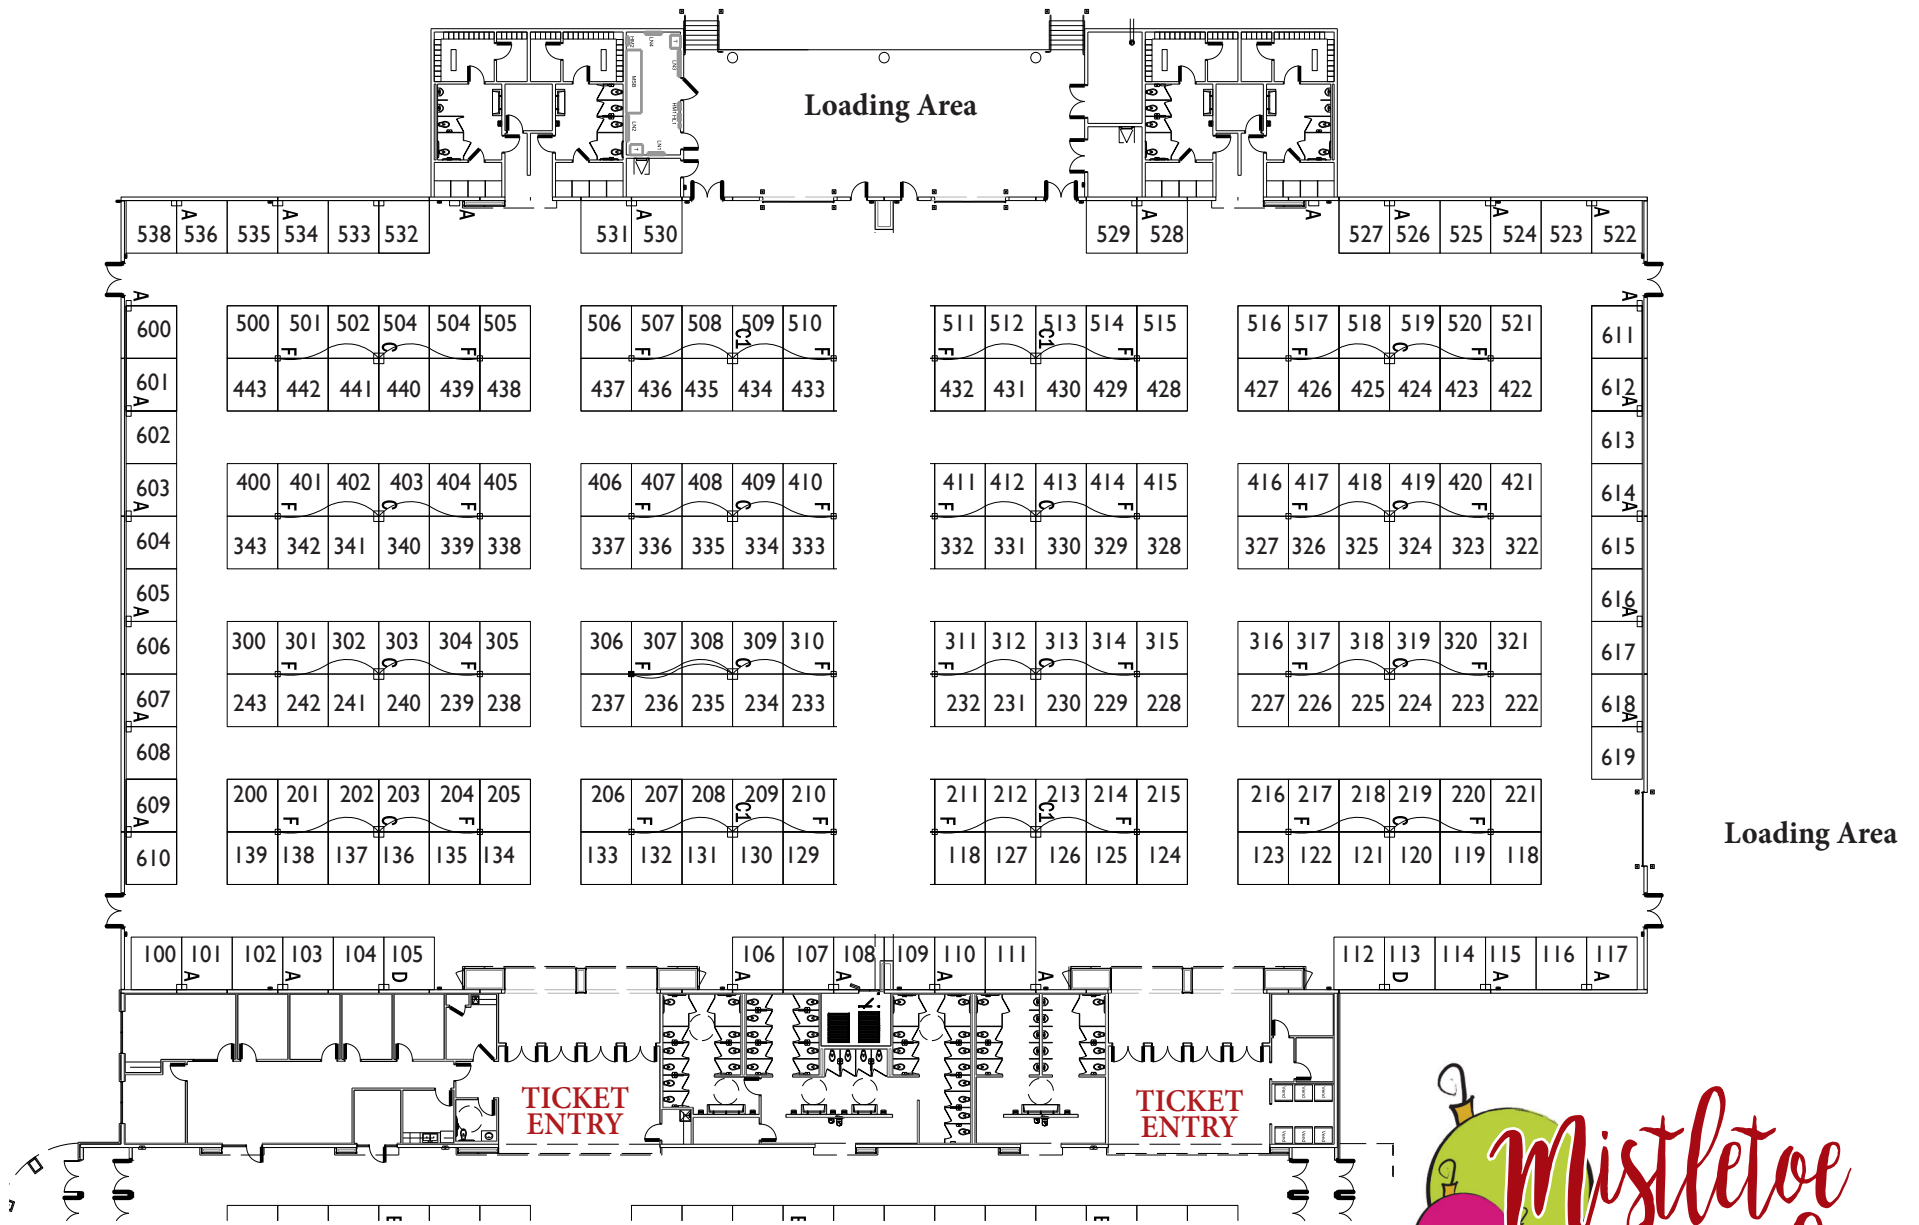 Loading Area
538 536 535 534 533 532 531 530 529 528 527 526 525 524 523 522
A A A A A A A A A
600 500 501 502 504 504 505 506 507 508 509 510 511 512 513 514 515 516 517 518 519 520 521 611
F C F F C1 F F C1 F F C F
601 443 442 441 440 439 438 437 436 435 434 433 432 431 430 429 428 427 426 425 424 423 422 612
602 613
603 400 401 402 403 404 405 406 407 408 409 410 411 412 413 414 415 416 417 418 419 420 421 614
F C F F C F F C F F C F
604 343 342 341 340 339 338 337 336 335 334 333 332 331 330 329 328 327 326 325 324 323 322 615
605 616
606 300 301 302 303 304 305 306 307 308 309 310 311 312 313 314 315 316 317 318 319 320 321 617
F C F F C F F C F F C F
607 243 242 241 240 239 238 237 236 235 234 233 232 231 230 229 228 227 226 225 224 223 222 618
608 619
609 200 201 202 203 204 205 206 207 208 209 210 211 212 213 214 215 216 217 218 219 220 221
F C F F C1 F F C1 F F C F
Loading Area
610 139 138 137 136 135 134 133 132 131 130 129 118 127 126 125 124 123 122 121 120 119 118
100 101 102 103 104 105 106 107 108 109 110 111 112 113 114 115 116 117
A A D A A A A D A A
TICKET
ENTRY
TICKET
ENTRY
Mistletoe